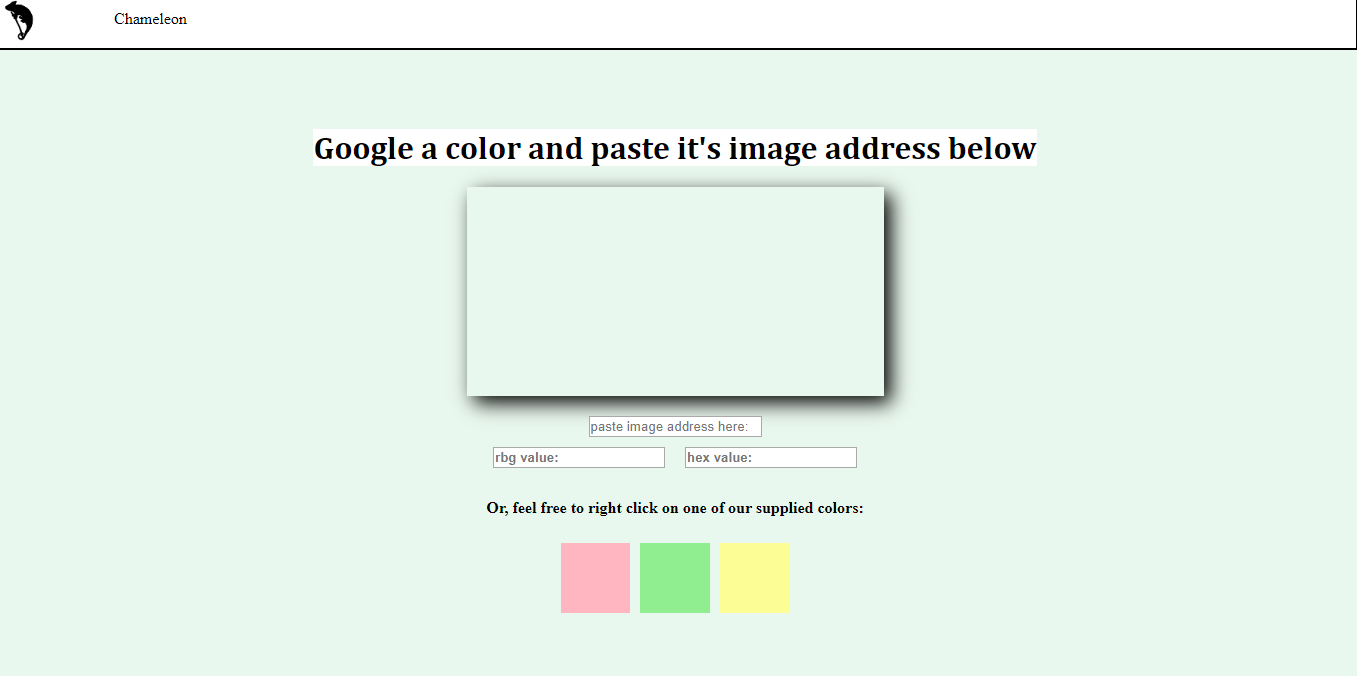 Chameleon
Google a color and paste it's image address below
paste image address here:
rbg value:
hex value:
Or, feel free to right click on one of our supplied colors: